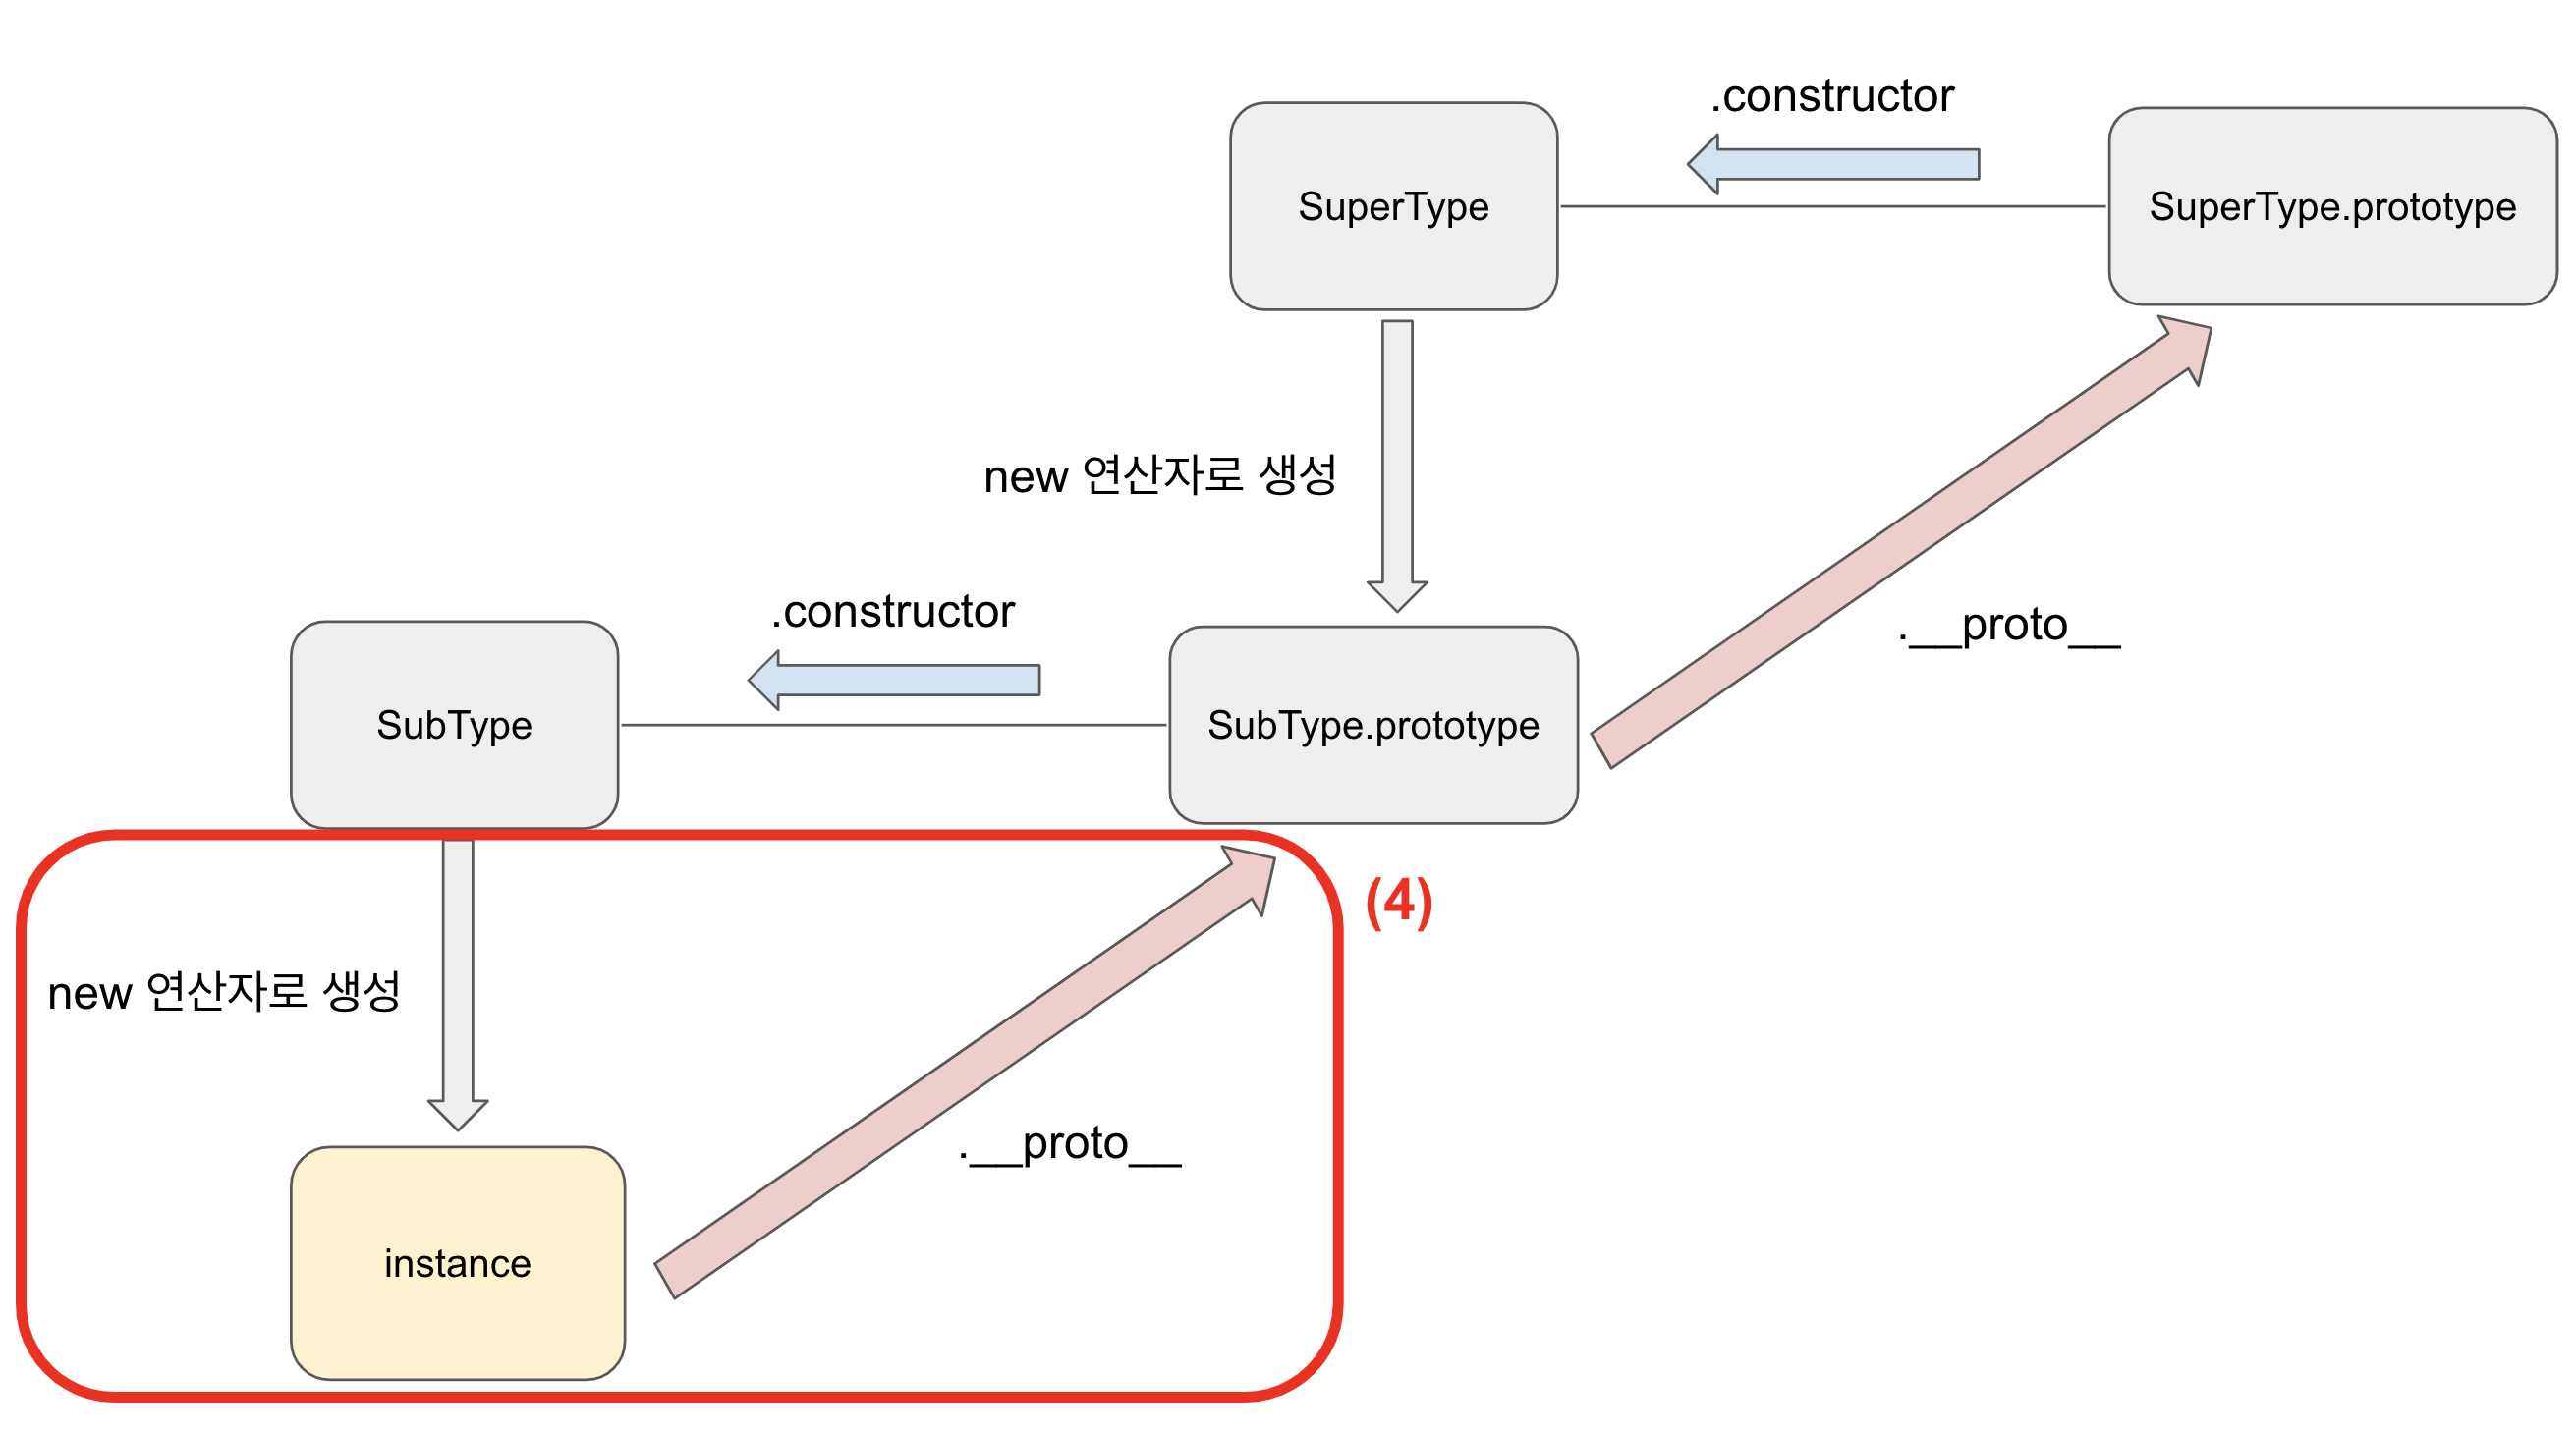 .constructor
SuperType
SuperType.prototype
new 연산자로 생성
.__proto__
.constructor
SubType
SubType.prototype
(4)
new 연산자로 생성
.__proto__
instance